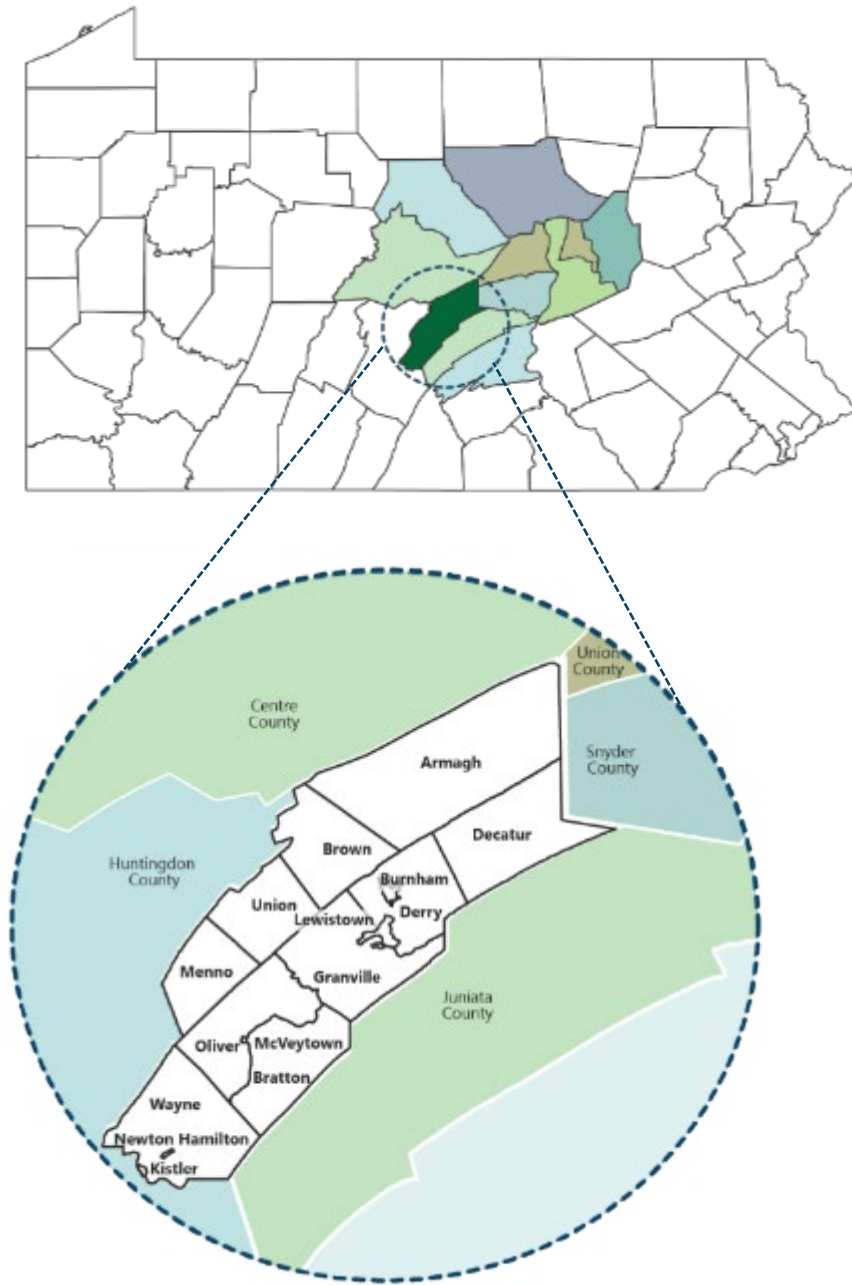 Union
County
Centre
County
Snyder
County
Armagh
Decatur
Brown
Huntingdon
County
Burnham
Union
Derry
Lewistown
Menno
Granville
Juniata
County
Oliver
McVeytown
Bratton
Wayne
Newton Hamilton
Kistler